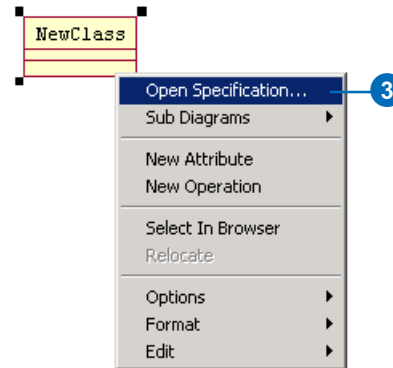 NewClass
Open Specification...
3
Sub Diagrams
New Attribute
New Operation
Select In Browser
Relocate
Options
Format
Edit